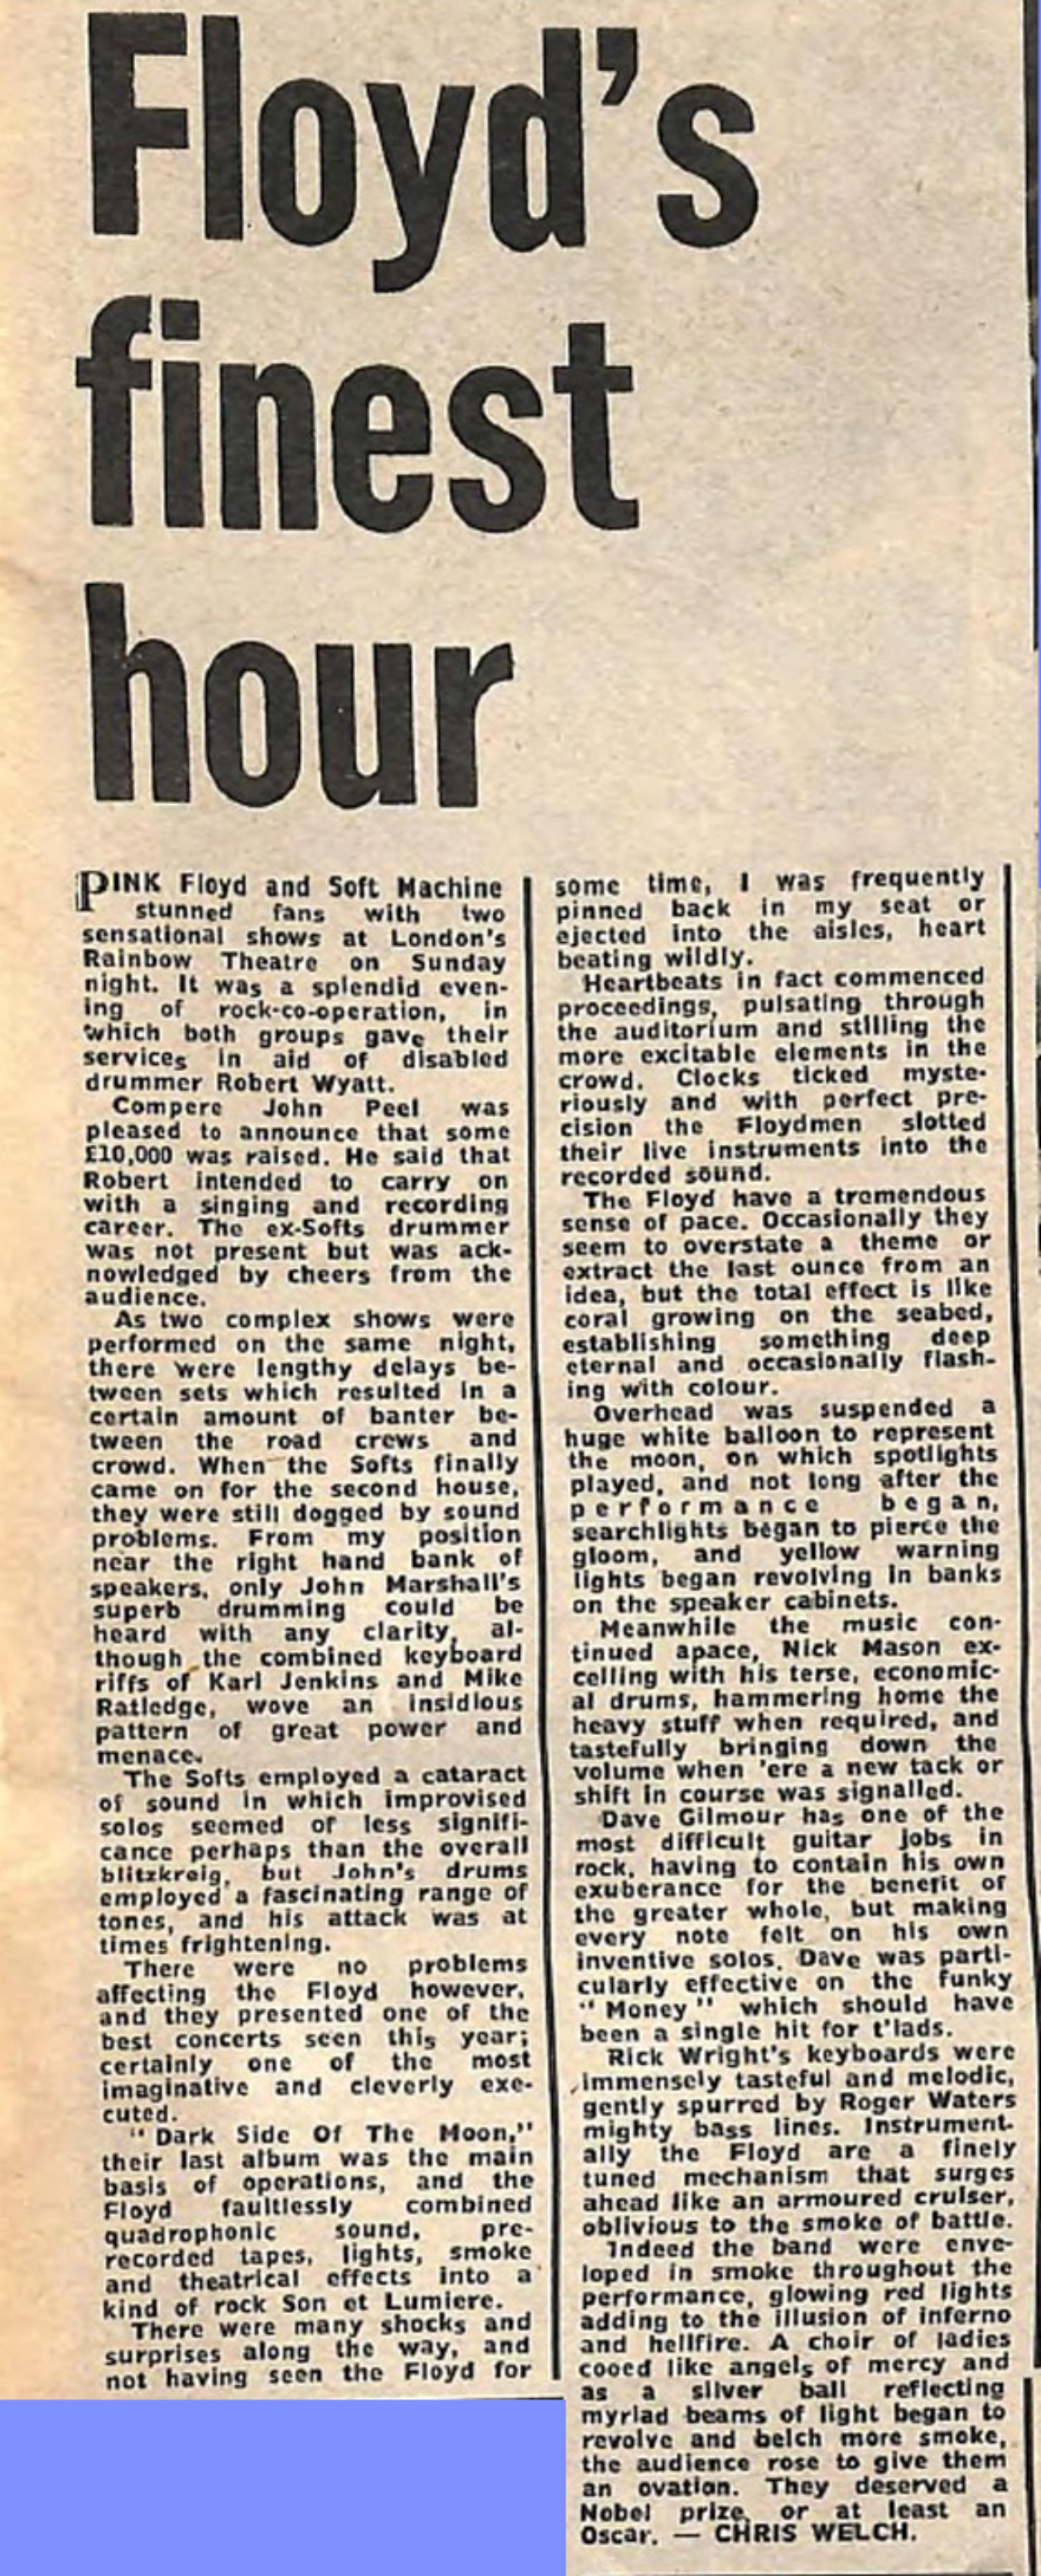 Floyd's
finest
hour
PINK Floyd and Soft Machine
stunned fans with two
sensational shows at London's
Rainbow Theatre on Sunday
night. It was a splendid even-
ing of rock-co-operation, in
which both groups gave their
services in aid of disabled
drummer Robert Wyatt.
Compere John Peel was
pleased to announce that some
£10,000 was raised. He said that
Robert intended to carry on
with a singing and recording
career. The ex-Softs drummer
was not present but was ack-
nowledged by cheers from the
audience.
As two complex shows were
performed on the same night,
there were lengthy delays be-
tween sets which resulted in a
certain amount of banter be-
tween the road crews and
crowd. When the Softs finally
came on for the second house,
they were still dogged by sound
problems. From my position
near the right hand bank of
speakers, only John Marshall's
superb drumming could be
heard with any clarity, al-
though the combined keyboard
riffs of Karl Jenkins and Mike
Ratledge, wove an insidious
pattern of great power and
menace.
The Softs employed a cataract
of sound in which improvised
solos seemed of less signifi-
cance perhaps than the overall
blitzkreig, but John's drums
employed a fascinating range of
tones, and his attack was at
times frightening.
There were no problems
affecting the Floyd however,
and they presented one of the
best concerts seen this year;
certainly one of the most
imaginative and cleverly exe-
cuted.
"Dark Side Of The Moon,"
their last album was the main
basis of operations, and the
Floyd faultlessly combined
quadrophonic sound, pre-
recorded tapes, lights, smoke
and theatrical effects into a
kind of rock Son et Lumiere.
There were many shocks and
surprises along the way, and
not having seen the Floyd for
some time, I was frequently
pinned back in my seat or
ejected into the aisles, heart
beating wildly.
Heartbeats in fact commenced
proceedings, pulsating through
the auditorium and stilling the
more excitable elements in the
crowd. Clocks ticked myste-
riously and with perfect pre-
cision the Floydmen slotted
their live instruments into the
recorded sound.
The Floyd have a tremendous
sense of pace. Occasionally they
seem to overstate a theme or
extract the last ounce from an
idea, but the total effect is like
coral growing on the seabed,
establishing something deep
eternal and occasionally flash-
ing with colour.
Overhead was suspended a
huge white balloon to represent
the moon, on which spotlights
played, and not long after the
performance began,
searchlights began to pierce the
gloom, and yellow warning
lights began revolving in banks
on the speaker cabinets.
Meanwhile the music con-
tinued apace, Nick Mason ex-
celling with his terse, economic-
al drums, hammering home the
heavy stuff when required, and
tastefully bringing down the
volume when 'ere a new tack or
shift in course was signalled.
Dave Gilmour has one of the
most difficult guitar jobs in
rock, having to contain his own
exuberance for the benefit of
the greater whole, but making
every note felt on his own
inventive solos. Dave was parti-
cularly effective on the funky
"Money" which should have
been a single hit for t'lads.
Rick Wright's keyboards were
immensely tasteful and melodic,
gently spurred by Roger Waters
mighty bass lines. Instrument-
ally the Floyd are a finely
tuned mechanism that surges
ahead like an armoured cruiser,
oblivious to the smoke of battle.
Indeed the band were enve-
loped in smoke throughout the
performance, glowing red lights
adding to the illusion of inferno
and hellfire. A choir of ladies
cooed like angels of mercy and
as a silver ball reflecting
myriad beams of light began to
revolve and belch more smoke,
the audience rose to give them
an ovation. They deserved a
Nobel prize, or at least an
Oscar. — CHRIS WELCH.